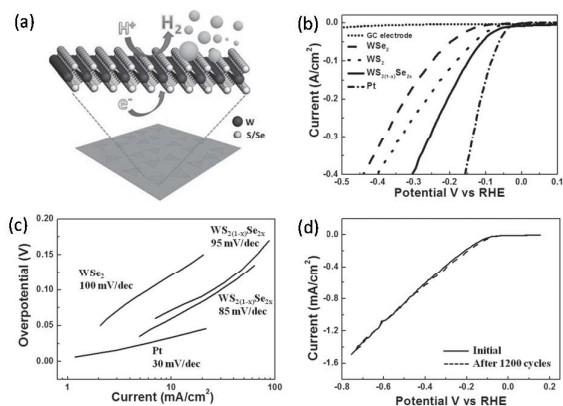 (a)
H⁺
H₂
e⁻
W
S/Se
(b)
Current (A/cm²)
0.0
-0.1
-0.2
-0.3
-0.4
GC electrode
WSe₂
WS₂
WS₂₍₁₋ₓ₎Se₂ₓ
Pt
-0.5 -0.4 -0.3 -0.2 -0.1 0.0 0.1
Potential V vs RHE
(c)
Overpotential (V)
0.20
0.15
0.10
0.05
0.00
WS₂₍₁₋ₓ₎Se₂ₓ
95 mV/dec
WSe₂
100 mV/dec
WS₂₍₁₋ₓ₎Se₂ₓ
85 mV/dec
Pt
30 mV/dec
1 10 100
Current (mA/cm²)
(d)
Current (mA/cm²)
0.0
-0.4
-0.8
-1.2
-1.6
Initial
After 1200 cycles
-0.8 -0.6 -0.4 -0.2 0.0 0.2
Potential V vs RHE